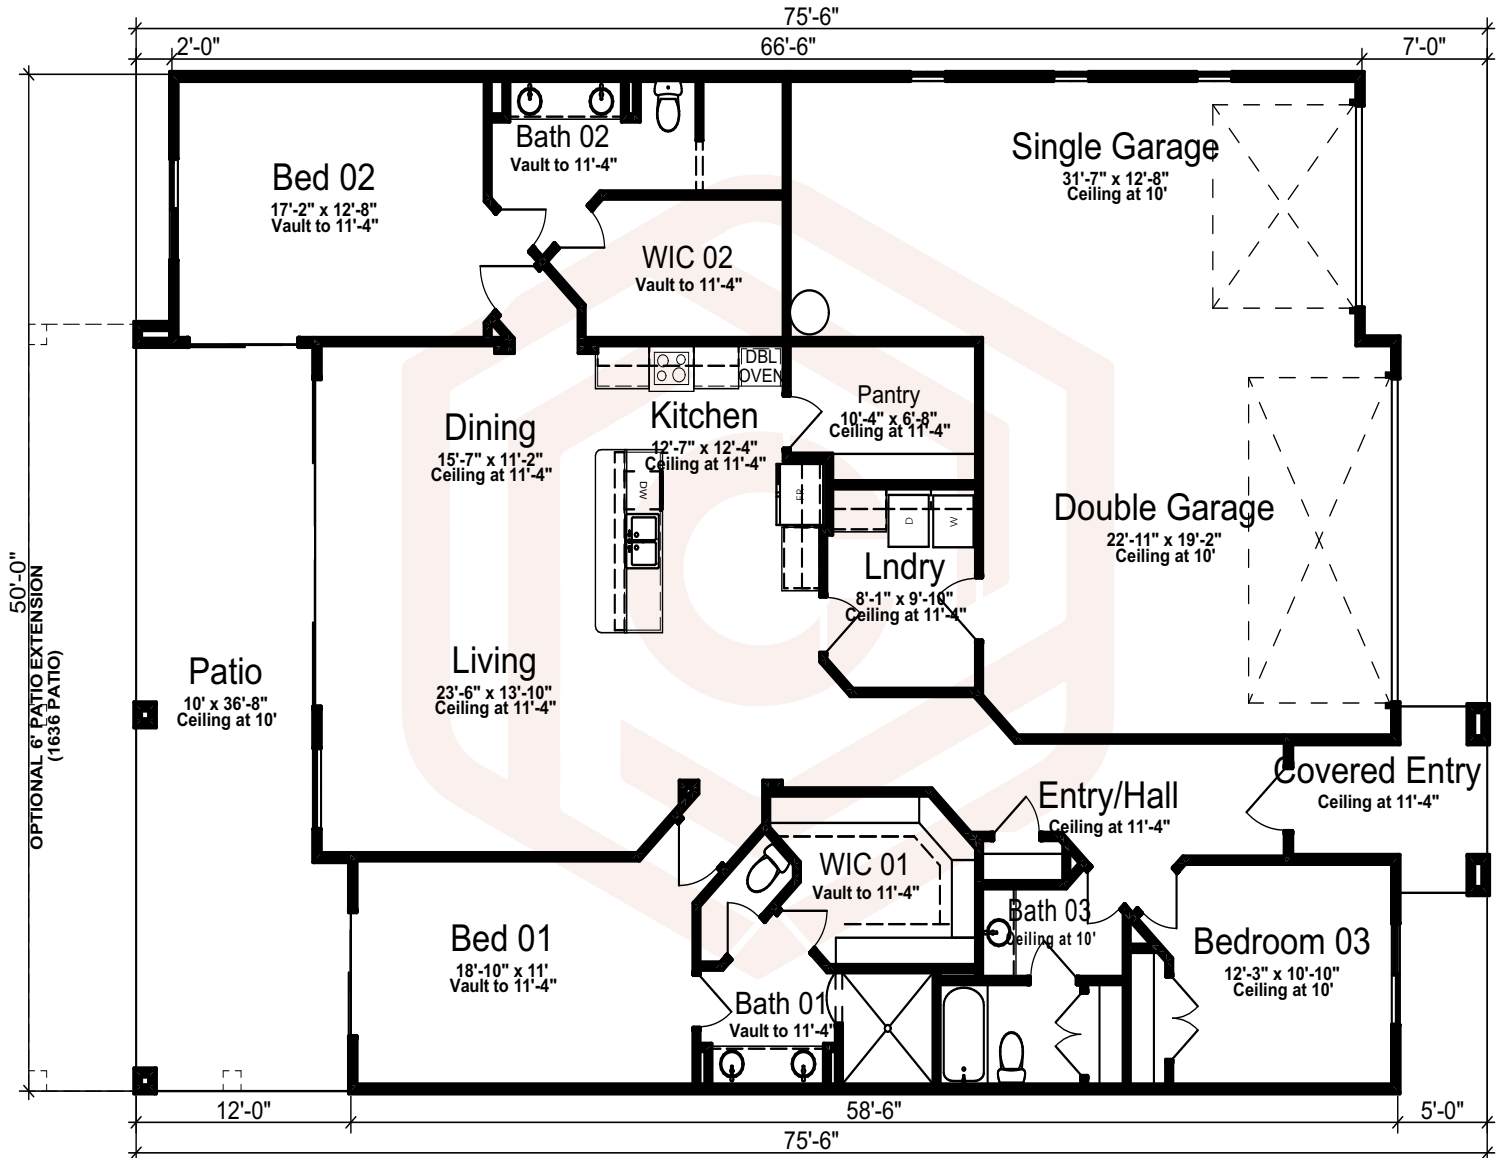 75'-6"
2'-0"
66'-6"
7'-0"
Bath 02
Vault to 11'-4"
Single Garage
31'-7" x 12'-8"
Ceiling at 10'
Bed 02
17'-2" x 12'-8"
Vault to 11'-4"
WIC 02
Vault to 11'-4"
DBL
OVEN
Pantry
10'-4" x 6'-8"
Ceiling at 11'-4"
Kitchen
12'-7" x 12'-4"
Ceiling at 11'-4"
Dining
15'-7" x 11'-2"
Ceiling at 11'-4"
DW
D
W
Double Garage
22'-11" x 19'-2"
Ceiling at 10'
Lndry
8'-1" x 9'-10"
Ceiling at 11'-4"
50'-0"
OPTIONAL 6' PATIO EXTENSION
(1636 PATIO)
Patio
10' x 36'-8"
Ceiling at 10'
Living
23'-6" x 13'-10"
Ceiling at 11'-4"
Covered Entry
Ceiling at 11'-4"
Entry/Hall
Ceiling at 11'-4"
WIC 01
Vault to 11'-4"
Bed 01
18'-10" x 11'
Vault to 11'-4"
Bath 03
Ceiling at 10'
Bedroom 03
12'-3" x 10'-10"
Ceiling at 10'
Bath 01
Vault to 11'-4"
12'-0"
58'-6"
5'-0"
75'-6"